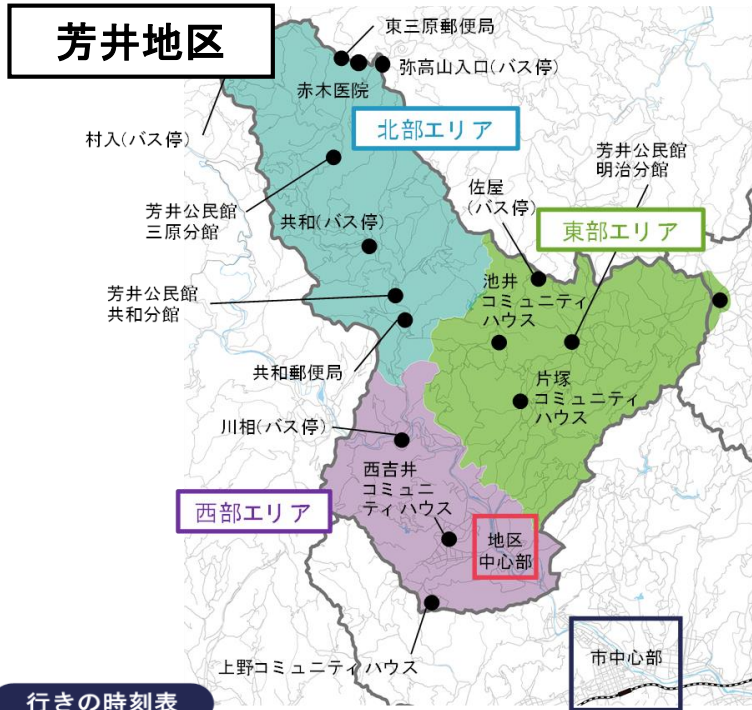 芳井地区
東三原郵便局
弥高山入口(バス停)
赤木医院
北部エリア
村入(バス停)
芳井公民館
明治分館
佐屋
(バス停)
芳井公民館
三原分館
共和(バス停)
東部エリア
池井
コミュニティ
ハウス
芳井公民館
共和分館
共和郵便局
片塚
コミュニティ
ハウス
川相(バス停)
西吉井
コミュニ
ティハウス
西部エリア
地区
中心部
上野コミュニティハウス
市中心部
行きの時刻表